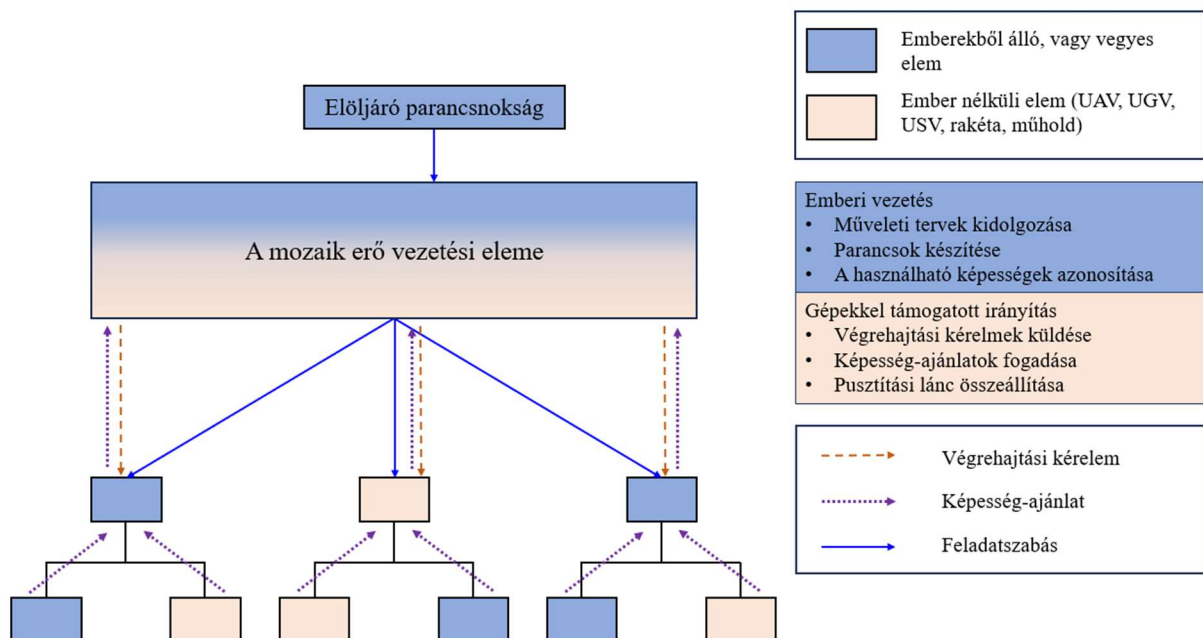 Elöljáró parancsnokság
A mozaik erő vezetési eleme
Emberekből álló, vagy vegyes
elem
Ember nélküli elem (UAV, UGV,
USV, rakéta, műhold)
Emberi vezetés
• Műveleti tervek kidolgozása
• Parancsok készítése
• A használható képességek azonosítása
Gépekkel támogatott irányítás
• Végrehajtási kérelmek küldése
• Képesség-ajánlatok fogadása
• Pusztítási lánc összeállítása
Végrehajtási kérelem
Képesség-ajánlat
Feladatszabás